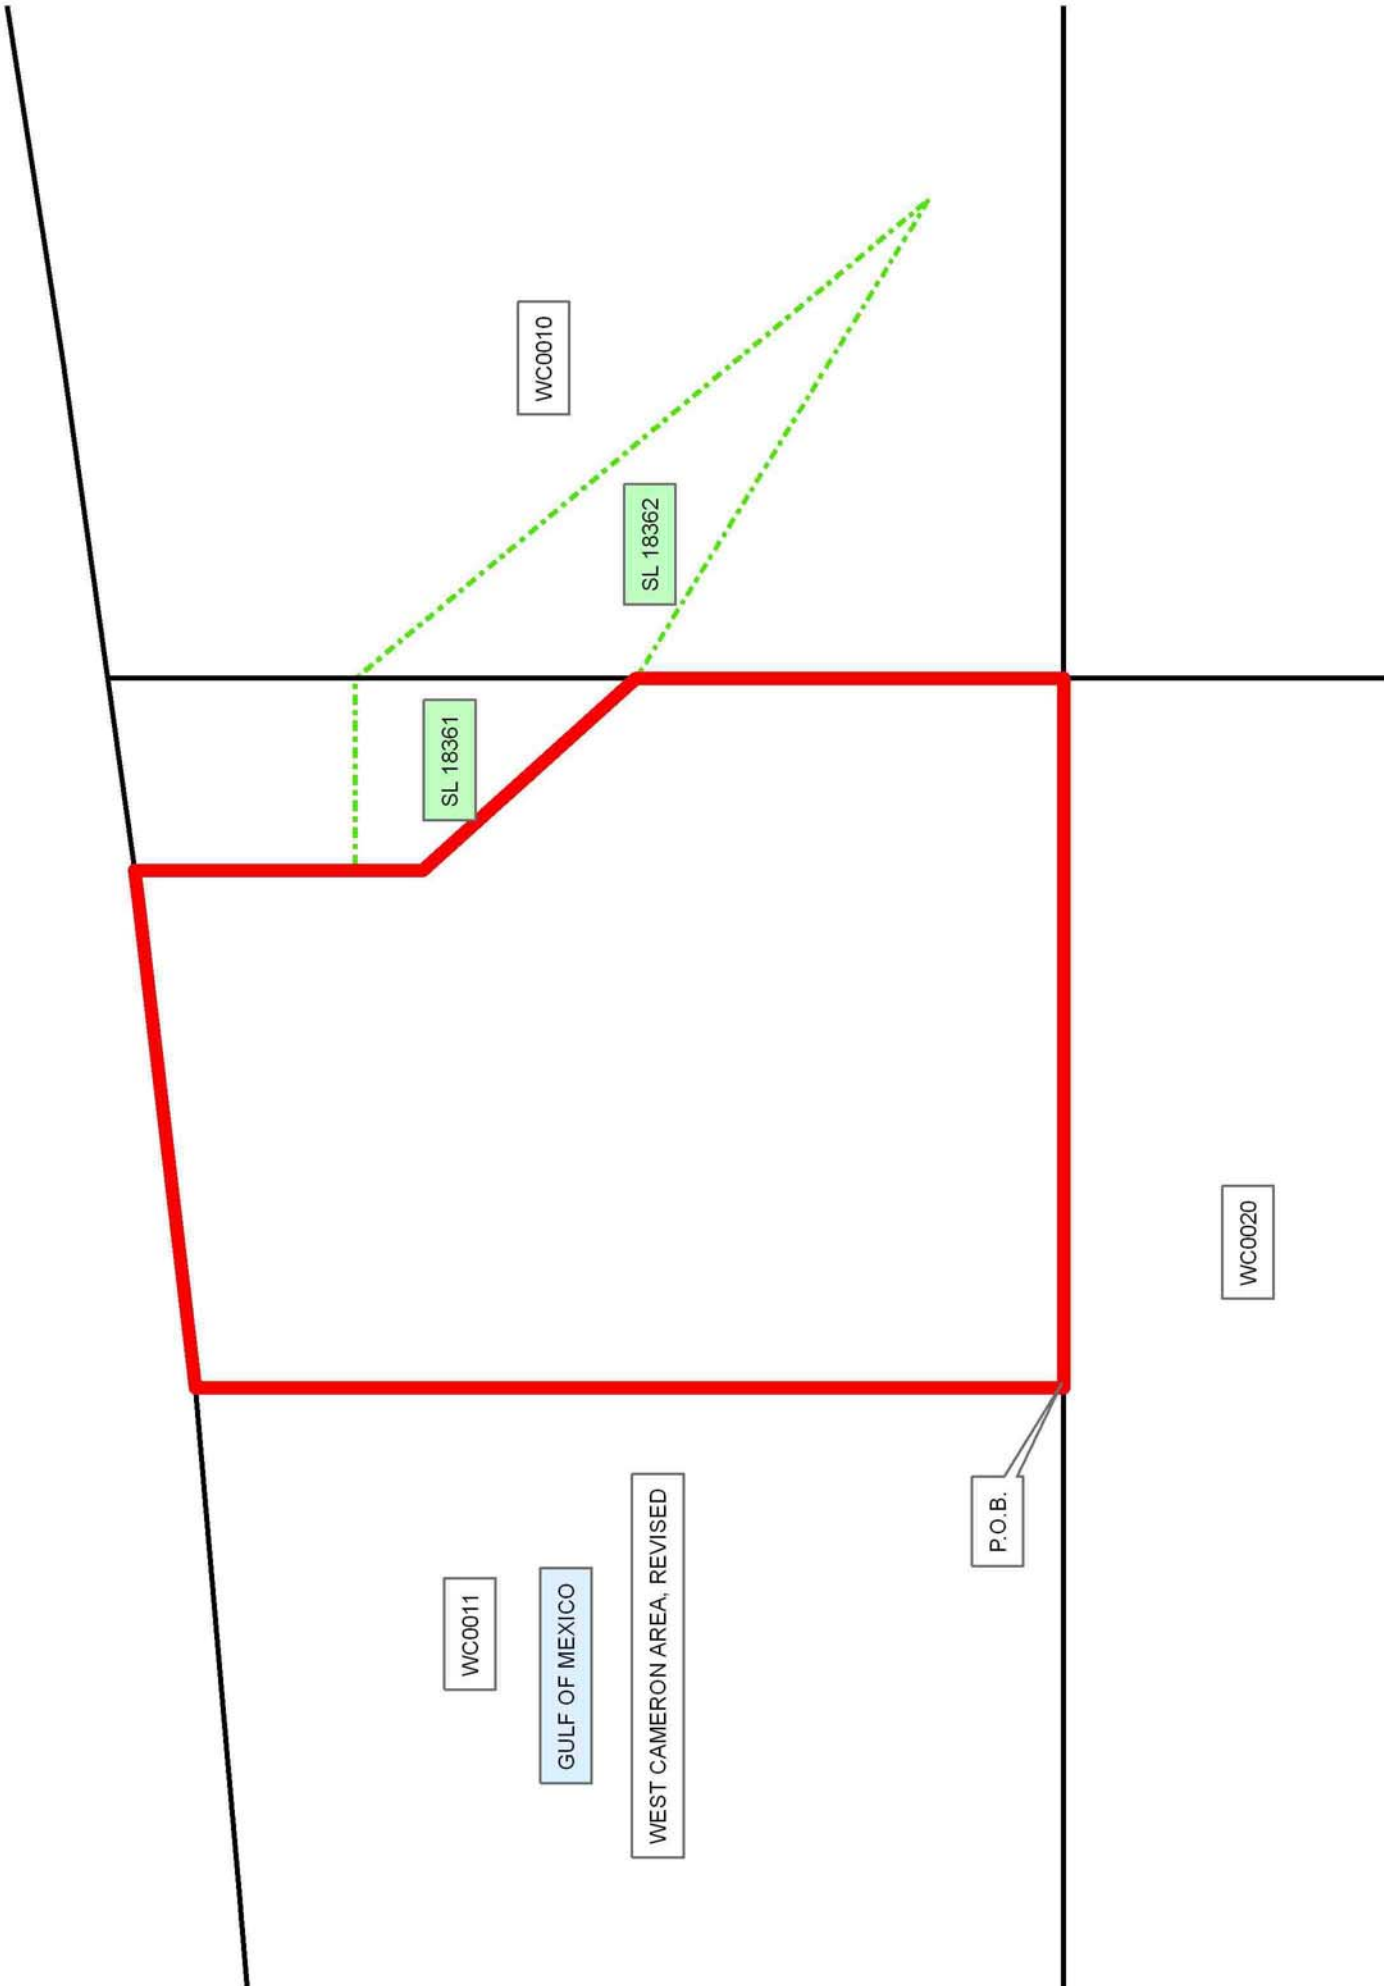 WC0010
SL 18362
SL 18361
WC0011
GULF OF MEXICO
WEST CAMERON AREA, REVISED
P.O.B.
WC0020